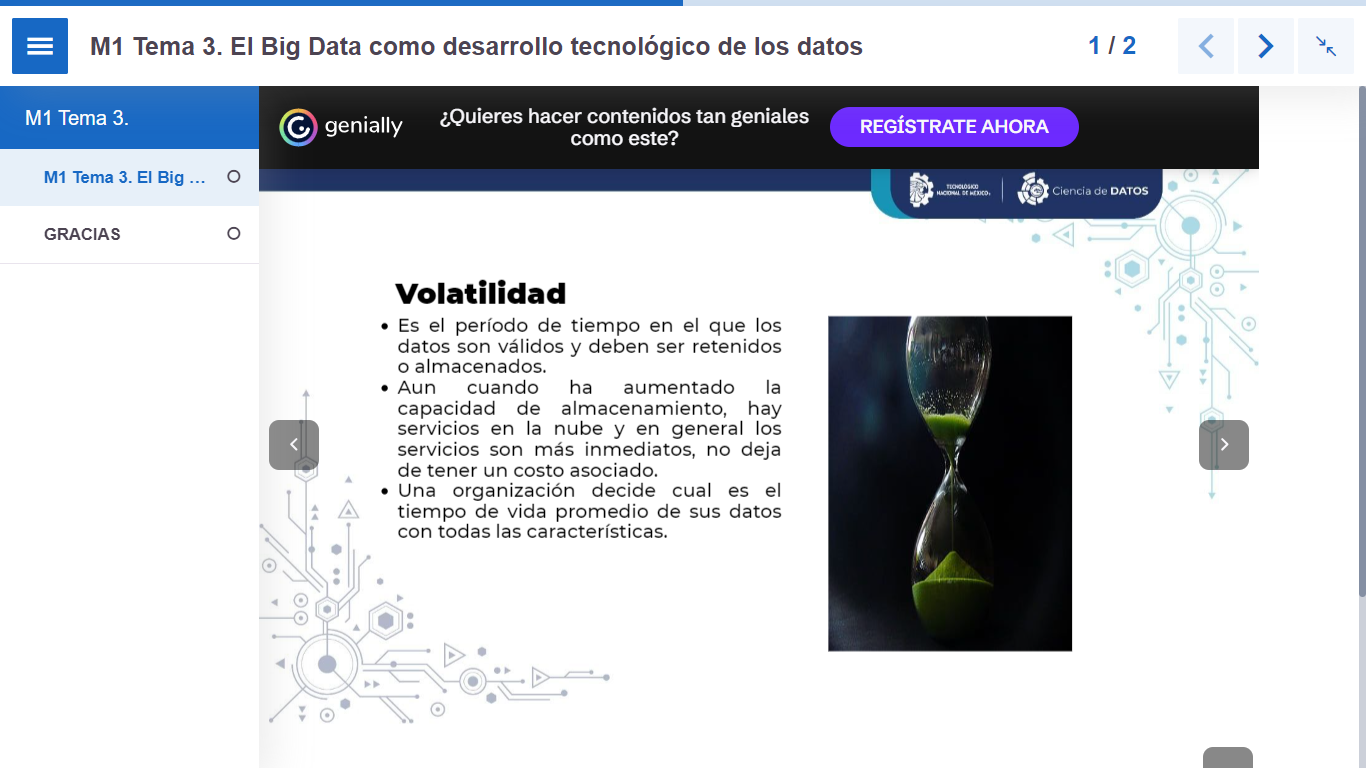 M1 Tema 3. El Big Data como desarrollo tecnológico de los datos
1 / 2
M1 Tema 3.
M1 Tema 3. El Big ...
GRACIAS
genially
¿Quieres hacer contenidos tan geniales
como este?
REGÍSTRATE AHORA
TECNOLÓGICO
NACIONAL DE MÉXICO
Ciencia de DATOS
Volatilidad
• Es el período de tiempo en el que los
datos son válidos y deben ser retenidos
o almacenados.
• Aun cuando ha aumentado la
capacidad de almacenamiento, hay
servicios en la nube y en general los
servicios son más inmediatos, no deja
de tener un costo asociado.
• Una organización decide cual es el
tiempo de vida promedio de sus datos
con todas las características.